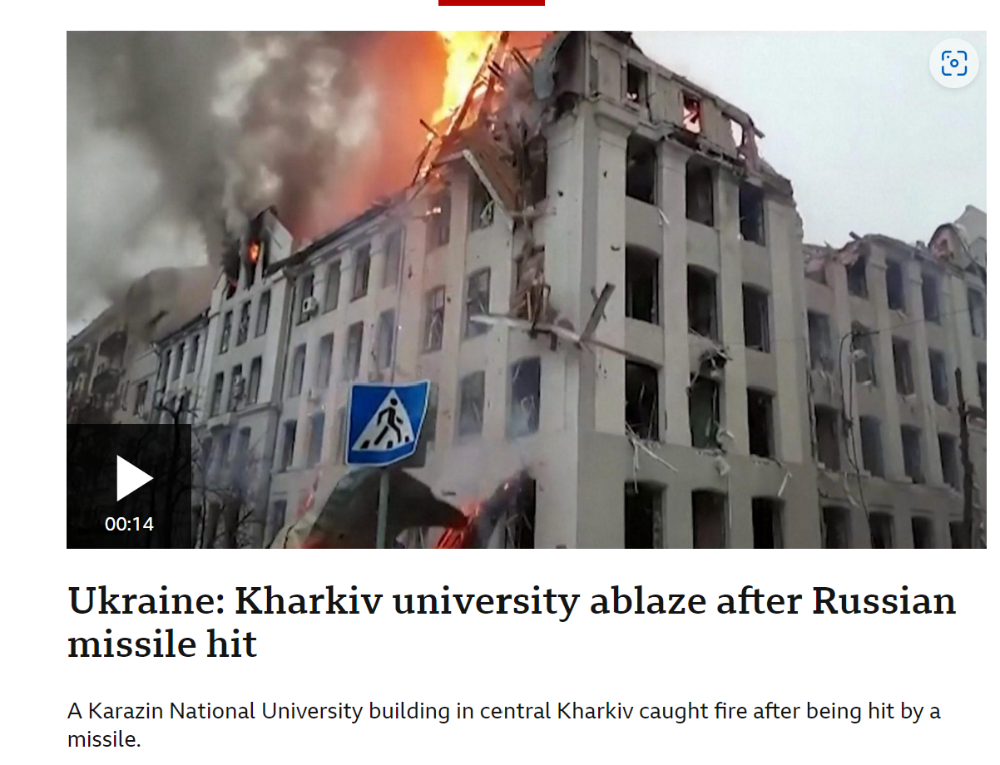 00:14
Ukraine: Kharkiv university ablaze after Russian
missile hit
A Karazin National University building in central Kharkiv caught fire after being hit by a
missile.